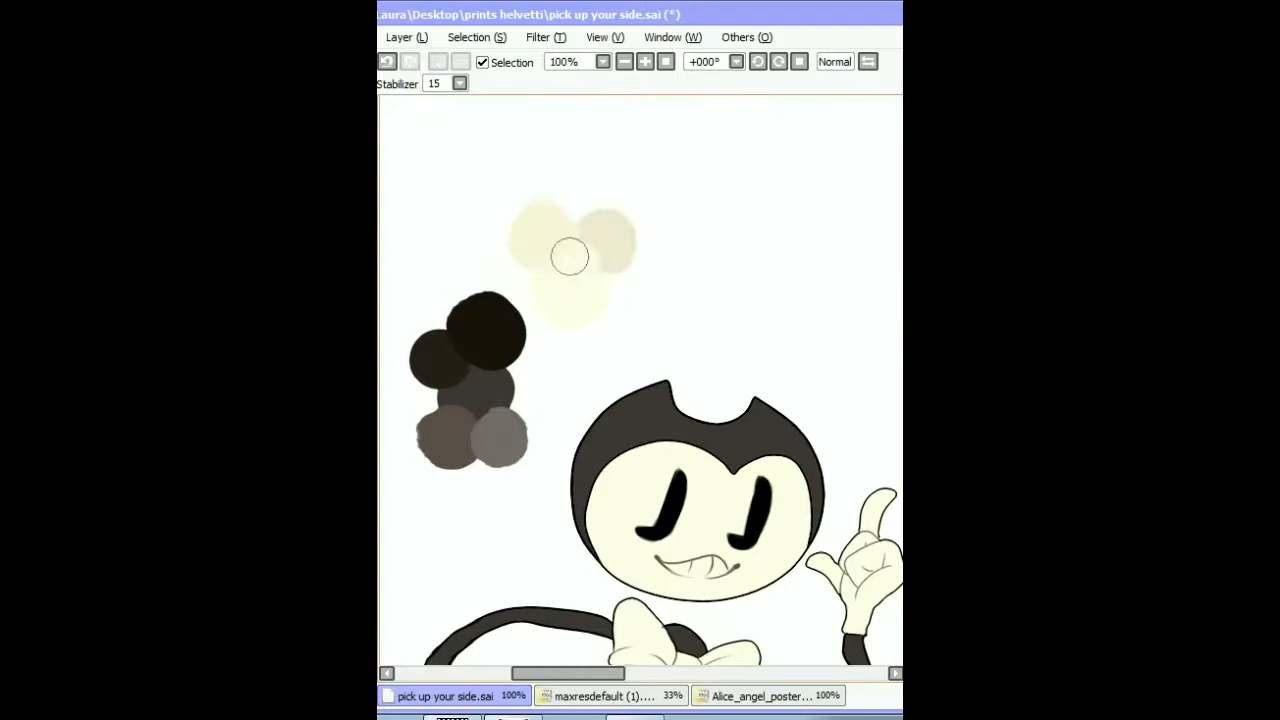 Laura\Desktop\prints helvetti\pick up your side.sai (*)
Layer (L) Selection (S) Filter (T) View (V) Window (W) Others (O)
Selection 100% +000° Normal
Stabilizer 15
pick up your side.sai 100% maxresdefault (1).... 33% Alice_angel_poster... 100%